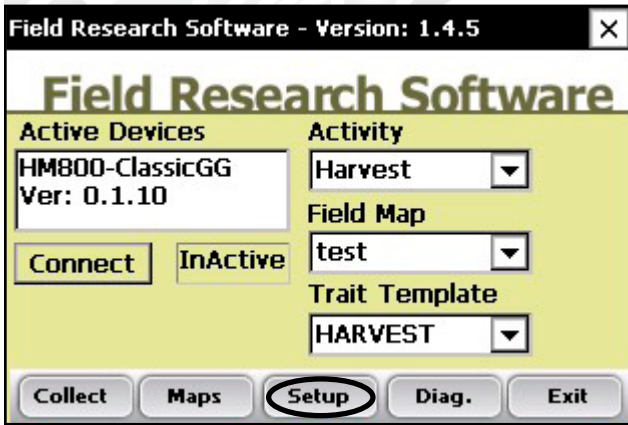 Field Research Software - Version: 1.4.5
Field Research Software
Active Devices
HM800-ClassicGG
Ver: 0.1.10
Connect
InActive
Activity
Harvest
Field Map
test
Trait Template
HARVEST
Collect
Maps
Setup
Diag.
Exit